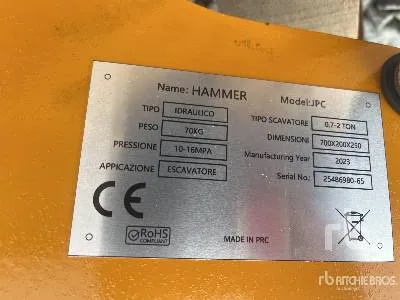 Name: HAMMER Model:JPC
TIPO IDRAULICO TIPO SCAVATORE 0.7-2 TON
PESO 70KG DIMENSIONI 700X200X250
PRESSIONE 10-16MPA Manufacturing Year 2023
APPICAZIONE ESCAVATORE Serial No.: 25486980-65
CE RoHS COMPLIANT MADE IN PRC
RITCHIE BROS.